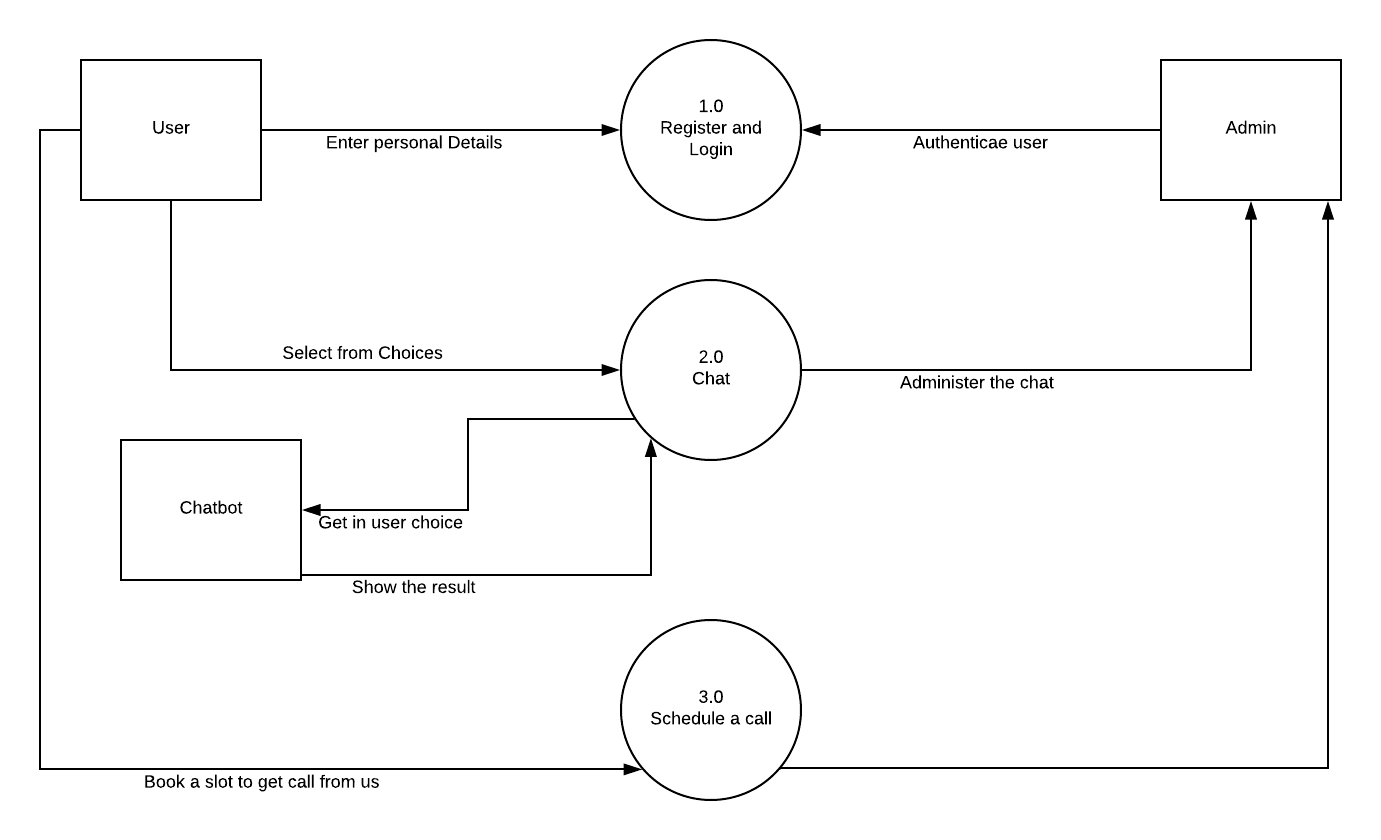 1.0
Register and
Login
User
Admin
Enter personal Details
Authenticae user
Select from Choices
2.0
Chat
Administer the chat
Chatbot
Get in user choice
Show the result
3.0
Schedule a call
Book a slot to get call from us